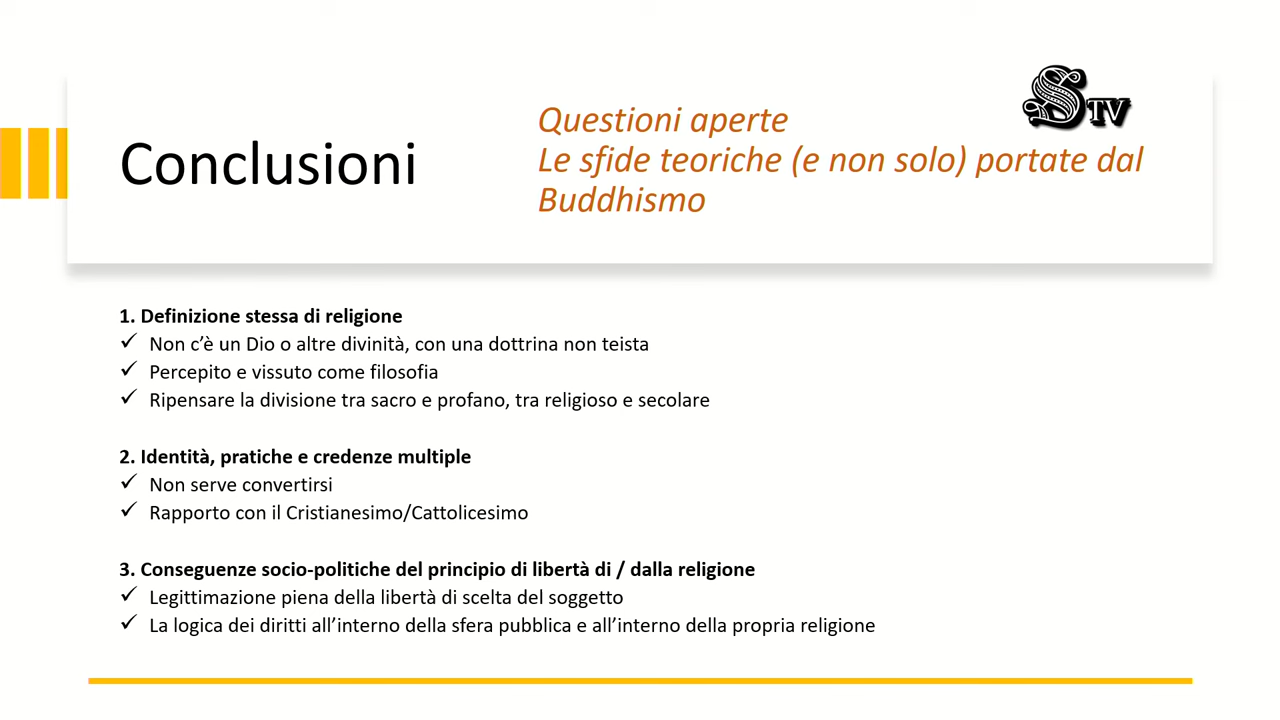 Conclusioni
Questioni aperte
Le sfide teoriche (e non solo) portate dal
Buddhismo
STV
1. Definizione stessa di religione
✓ Non c’è un Dio o altre divinità, con una dottrina non teista
✓ Percepito e vissuto come filosofia
✓ Ripensare la divisione tra sacro e profano, tra religioso e secolare
2. Identità, pratiche e credenze multiple
✓ Non serve convertirsi
✓ Rapporto con il Cristianesimo/Cattolicesimo
3. Conseguenze socio-politiche del principio di libertà di / dalla religione
✓ Legittimazione piena della libertà di scelta del soggetto
✓ La logica dei diritti all’interno della sfera pubblica e all’interno della propria religione